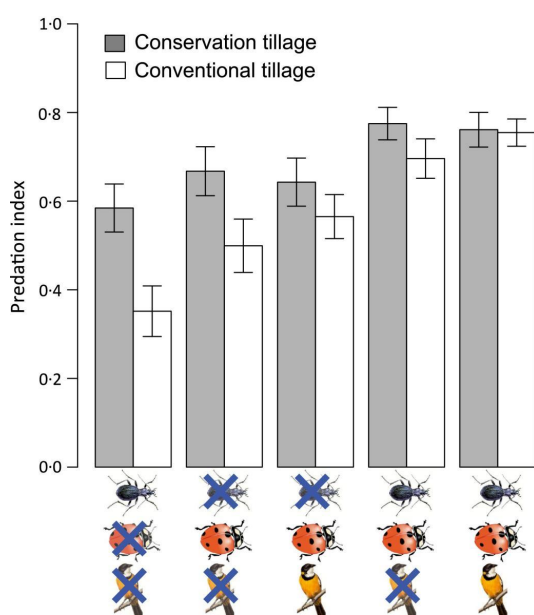 1·0
Conservation tillage
Conventional tillage
0·8
0·6
Predation index
0·4
0·2
0·0